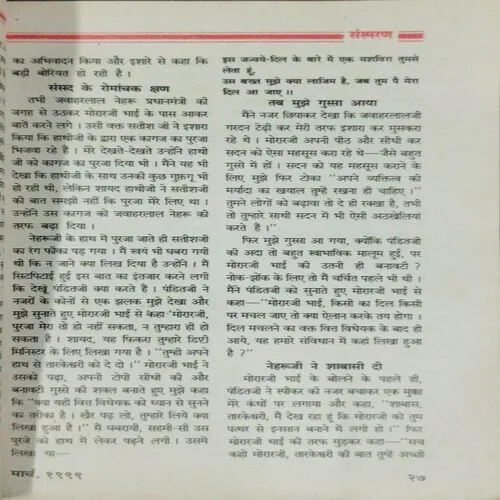 संस्मरण
का अभिवादन किया और इशारे से कहा कि
बड़ी बोरियत हो रही है ।
संसद के रोमांचक क्षण
तभी जवाहरलाल नेहरू प्रधानमंत्री की
जगह से उठकर मोरारजी भाई के पास आकर
बातें करने लगे । उसी वक्त सतीश जी ने इशारा
किया कि हाथीजी के द्वारा एक कागज का पुरजा
भिजवा रहे हैं । मेरे देखते-देखते उन्होंने हाथी
जी को कागज का पुरजा दिया भी । मैंने यह भी
देखा कि हाथीजी के साथ उनकी कुछ गुफ़्तगू भी
हो रही थी, लेकिन शायद हाथीजी ने सतीशजी
की बात समझी नहीं कि पुरजा मेरे लिए था ।
उन्होंने उस कागज को जवाहरलाल नेहरू की
तरफ बढ़ा दिया ।
नेहरूजी के हाथ में पुरजा जाते ही सतीशजी
का रंग फीका पड़ गया । मैं स्वयं भी घबरा गयी
थी कि न जाने क्या लिख दिया है उन्होंने । मैं
सिटपिटाई हुई इस बात का इंतजार करने लगी
कि देखूं पंडितजी क्या करते हैं । पंडितजी ने
नजरों के कोनों से एक झलक मुझे देखा और
मुझे सुनाते हुए मोरारजी भाई से कहा 'मोरारजी,
पुरजा मेरा तो हो नहीं सकता, न तुम्हारा ही हो
सकता है । शायद, यह फिकरा तुम्हारे डिप्टी
मिनिस्टर के लिए लिखा गया है । "तुम्हीं अपने
हाथ से तारकेश्वरी को दे दो ।" मोरारजी भाई ने
उसको पढ़ा, अपनी टोपी सीधी की और
बनावटी गुस्से की शक्ल बनाते हुए मुझे कहा
कि "क्या यही वित्त विधेयक को ध्यान से सुनने
का तरीका है । खैर पढ़ लो, तुम्हारे लिये क्या
लिखा हुआ है ।" मैं घबरायी, सहमी-सी उस
पुरजे को हाथ में लेकर पढ़ने लगी । उसमें
लिखा था—
इस जज्बये-दिल के बारे में एक मशविरा तुमसे
लेता हूं,
उस बख्त मुझे क्या लाजिम है, जब तुम पै मेरा
दिल आ जाए ।।
तब मुझे गुस्सा आया
मैंने नजर छिपाकर देखा कि जवाहरलालजी
गरदन टेढ़ी कर मेरी तरफ इशारा कर मुसकरा
रहे थे । मोरारजी अपनी पीठ और सीधी कर
सदन को ऐसा महसूस करा रहे थे—जैसे बहुत
गुस्से में हों । सदन को यह महसूस कराने के
लिए मुझे फिर टोका "अपने व्यक्तित्व की
मर्यादा का खयाल तुम्हें रखना ही चाहिए ।"
तुमने लोगों को बढ़ावा तो दे ही रक्खा है, तभी
तो तुम्हारे साथी सदन में भी ऐसी अठखेलियां
करते हैं ।"
फिर मुझे गुस्सा आ गया, क्योंकि पंडितजी
की अदा तो बहुत स्वाभाविक मालूम हुई, पर
मोरारजी भाई की उतनी ही बनावटी ?
नोंक-झोंक के लिए तो मैं चर्चित पहले भी थी ।
मैंने पंडितजी को सुनाते हुए मोरारजी भाई से
कहा—"मोरारजी भाई, किसी का दिल किसी
पर मचल जाए तो क्या ऐलान करके तय होगा ।
दिल मचलने का वक्त वित्त विधेयक के बाद ही
आये, यह हमारे संविधान में कहां लिखा हुआ
है ?"
नेहरूजी ने शाबासी दी
मोरारजी भाई के बोलने के पहले ही,
पंडितजी ने स्पीकर की नजर बचाकर एक मुक्का
मेरे कंधों पर लगाया और कहा, "शाबास,
तारकेश्वरी, मैं देख रहा हूं कि मोरारजी को तुम
पत्थर से इनसान बनाने में लगी हो ।" फिर
मोरारजी भाई की तरफ मुड़कर कहा—"सच
कहो मोरारजी, तारकेश्वरी की बात तुम्हें अच्छी
मार्च, १९९९
२७